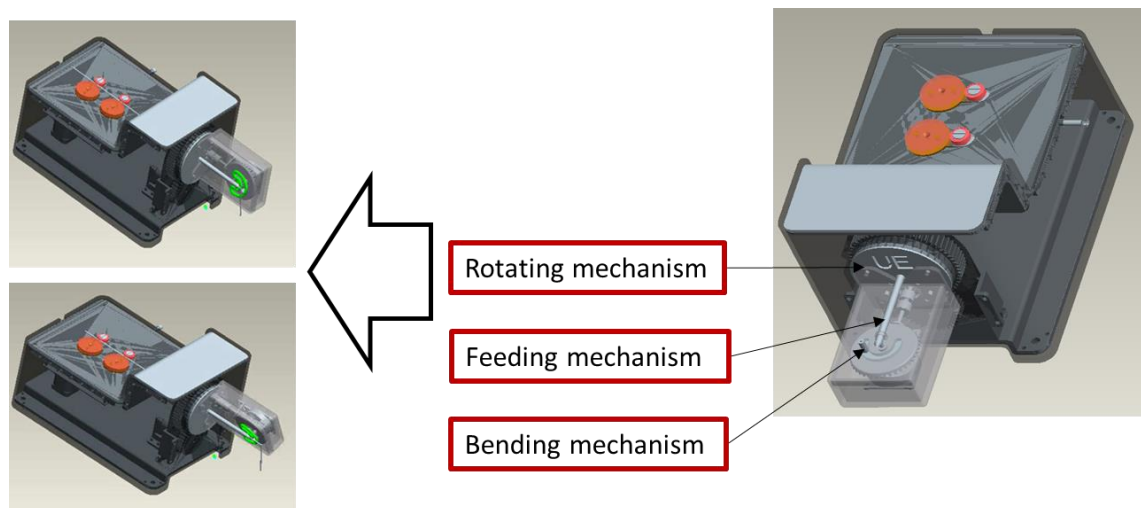 Rotating mechanism
Feeding mechanism
Bending mechanism
UE